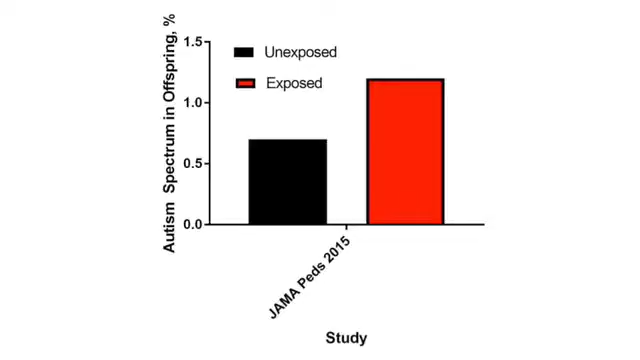 Autism Spectrum in Offspring, %
1.5
1.0
0.5
0.0
Unexposed
Exposed
JAMA Peds 2015
Study